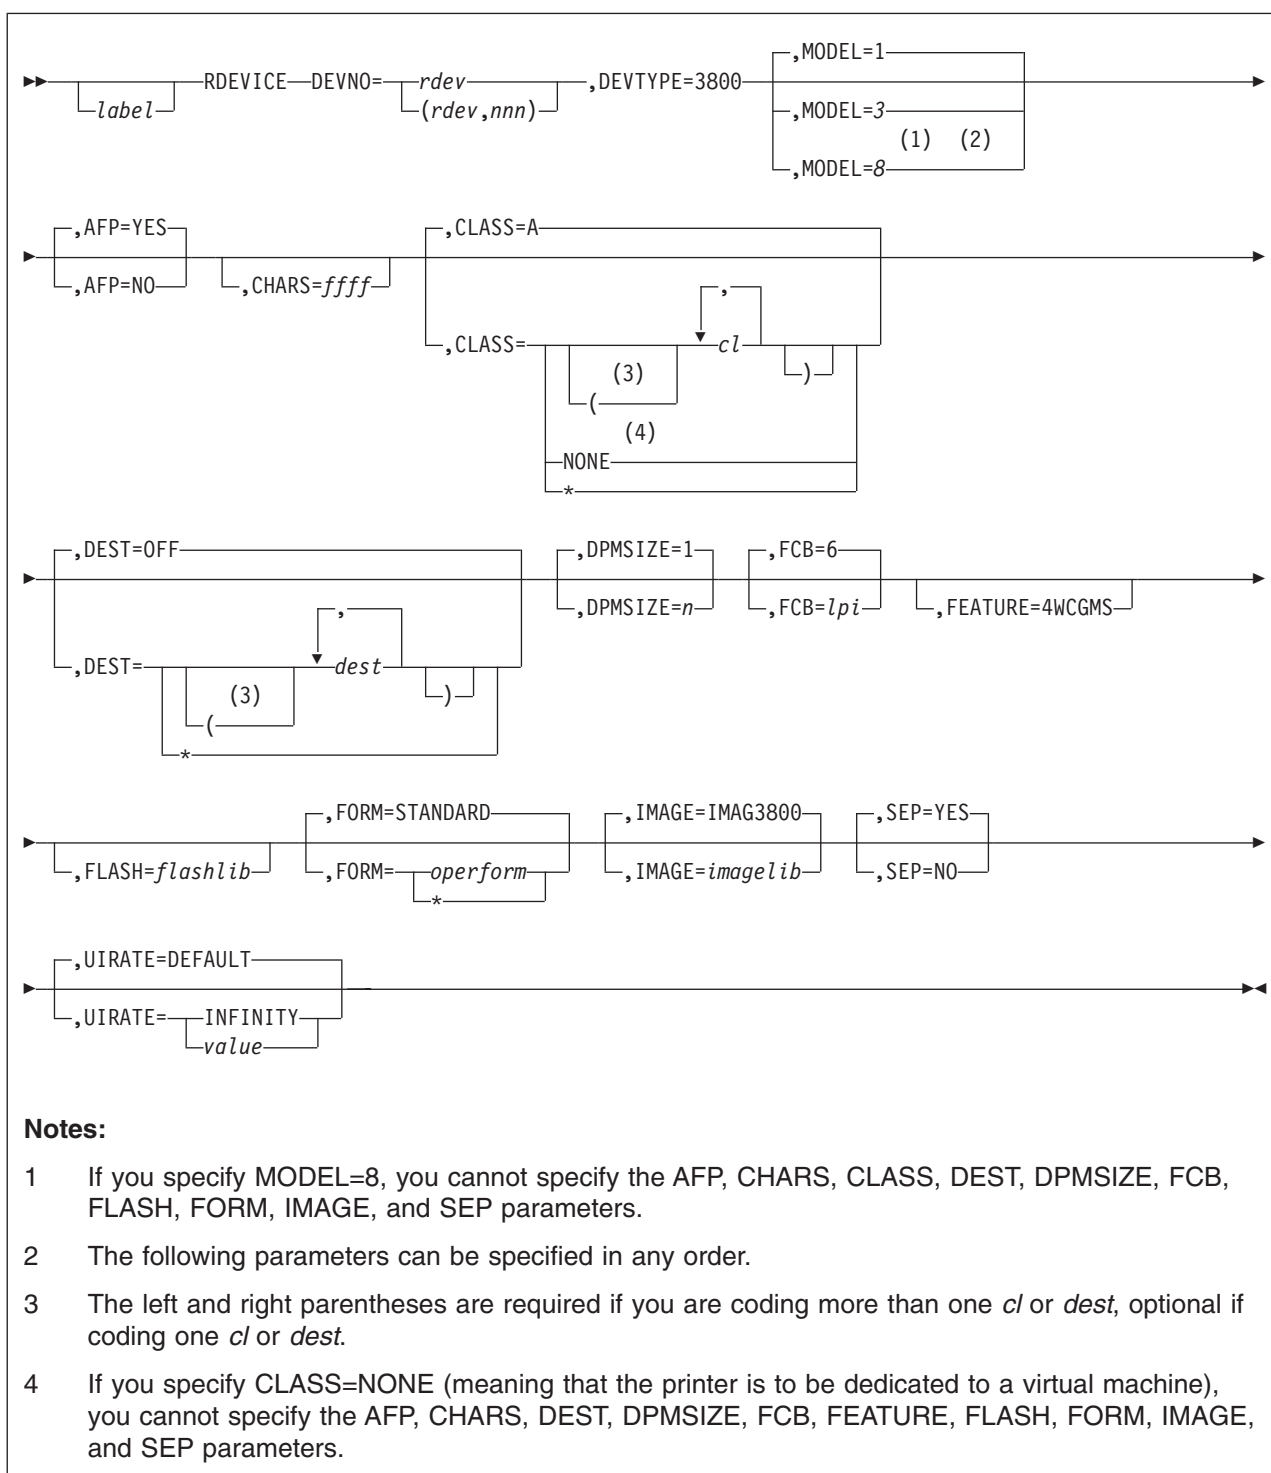 ,MODEL=1
RDEVICE DEVNO= rdev ,DEVTYPE=3800
label (rdev,nnn) ,MODEL=3
(1) (2)
,MODEL=8
,AFP=YES ,CLASS=A
,AFP=NO ,CHARS=ffff
,
,CLASS= cl
(3) )
(
(4)
NONE
*
,DEST=OFF ,DPMSIZE=1 ,FCB=6
,DPMSIZE=n ,FCB=lpi ,FEATURE=4WCGMS
,
,DEST= dest
(3) )
(
*
,FORM=STANDARD ,IMAGE=IMAG3800 ,SEP=YES
,FLASH=flashlib ,FORM= operform ,IMAGE=imagelib ,SEP=NO
*
,UIRATE=DEFAULT
,UIRATE= INFINITY
value
Notes:
1 If you specify MODEL=8, you cannot specify the AFP, CHARS, CLASS, DEST, DPMSIZE, FCB,
FLASH, FORM, IMAGE, and SEP parameters.
2 The following parameters can be specified in any order.
3 The left and right parentheses are required if you are coding more than one cl or dest, optional if
coding one cl or dest.
4 If you specify CLASS=NONE (meaning that the printer is to be dedicated to a virtual machine),
you cannot specify the AFP, CHARS, DEST, DPMSIZE, FCB, FEATURE, FLASH, FORM, IMAGE,
and SEP parameters.